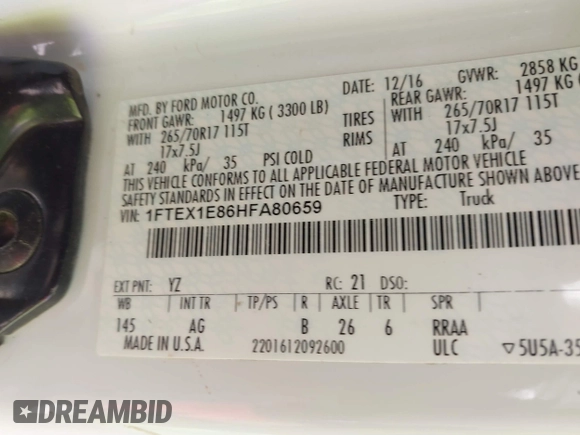 MFD. BY FORD MOTOR CO.
DATE: 12/16 GVWR: 2858 KG
FRONT GAWR: 1497 KG ( 3300 LB)
REAR GAWR: 1497 KG
WITH 265/70R17 115T TIRES WITH 265/70R17 115T
17x7.5J RIMS 17x7.5J
AT 240 kPa/ 35 PSI COLD AT 240 kPa/ 35
THIS VEHICLE CONFORMS TO ALL APPLICABLE FEDERAL MOTOR VEHICLE
SAFETY STANDARDS IN EFFECT ON THE DATE OF MANUFACTURE SHOWN ABOVE.
VIN: 1FTEX1E86HFA80659 TYPE: Truck
EXT PNT: YZ RC: 21 DSO:
WB INT TR TP/PS R AXLE TR SPR
145 AG B 26 6 RRAA
MADE IN U.S.A. 2201612092600 ULC ▽5U5A-35
DREAMBID